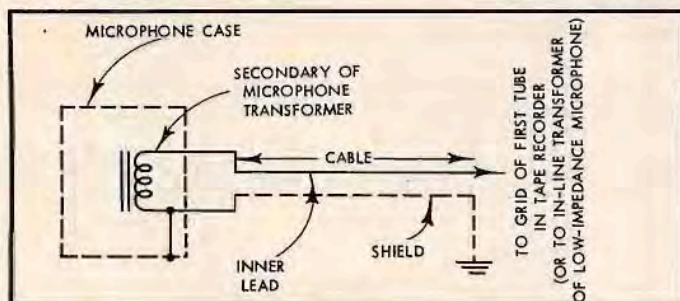 MICROPHONE CASE
SECONDARY OF
MICROPHONE
TRANSFORMER
CABLE
INNER
LEAD
SHIELD
TO GRID OF FIRST TUBE
IN TAPE RECORDER
(OR TO IN-LINE TRANSFORMER
OF LOW-IMPEDANCE MICROPHONE)